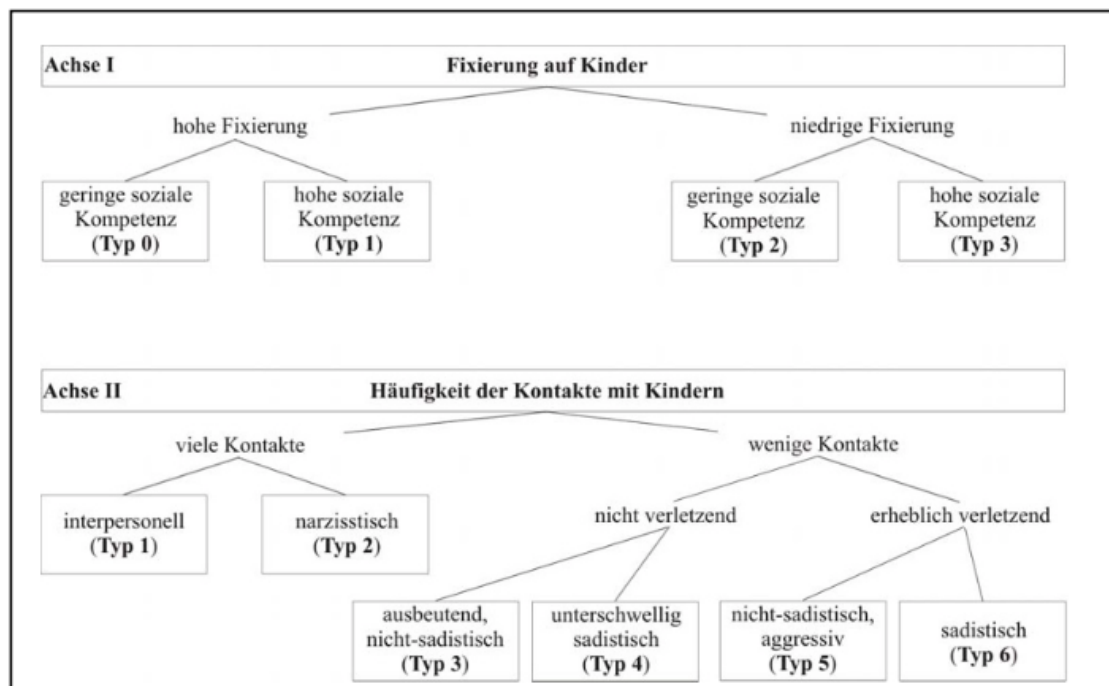 Achse I Fixierung auf Kinder
hohe Fixierung niedrige Fixierung
geringe soziale
Kompetenz
(Typ 0)
hohe soziale
Kompetenz
(Typ 1)
geringe soziale
Kompetenz
(Typ 2)
hohe soziale
Kompetenz
(Typ 3)
Achse II Häufigkeit der Kontakte mit Kindern
viele Kontakte wenige Kontakte
interpersonell
(Typ 1)
narzisstisch
(Typ 2)
nicht verletzend erheblich verletzend
ausbeutend,
nicht-sadistisch
(Typ 3)
unterschwellig
sadistisch
(Typ 4)
nicht-sadistisch,
aggressiv
(Typ 5)
sadistisch
(Typ 6)